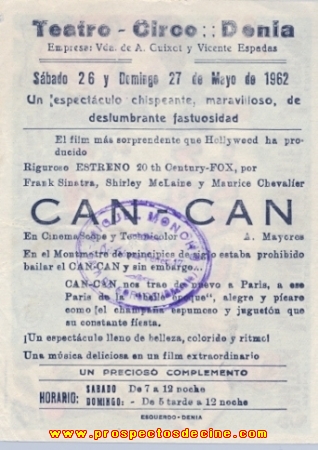 Teatro - Circo :: Denia
Empresa: Vda. de A. Guixot y Vicente Espadas
Sábado 26 y Domingo 27 de Mayo de 1962
Un espectáculo chispeante, maravilloso, de
deslumbrante fastuosidad
El film más sorprendente que Hollyweed ha pro-
ducido
Riguroso ESTRENO 20 th Century-FOX, por
Frank Sinatra, Shirley McLaine y Maurice Chevalier
CAN - CAN
En CinemaScope y Technicolor A. Mayores
En el Montmatre de principios de siglo estaba prohibido
bailar el CAN-CAN y sin embargo...
CAN-CAN nos trae de nuevo a Paris, a ese
Paris de la "belle epoque", alegre y pícaro
como el champaña espumoso y juguetón que
su constante fiesta.
¡Un espectáculo lleno de belleza, colorido y ritmo!
Una música deliciosa en un film extraordinario
UN PRECIOSO COMPLEMENTO
HORARIO: SABADO De 7 a 12 noche
DOMINGO: - De 5 tarde a 12 noche
ESQUERDO - DENIA
www.prospectosdecine.com